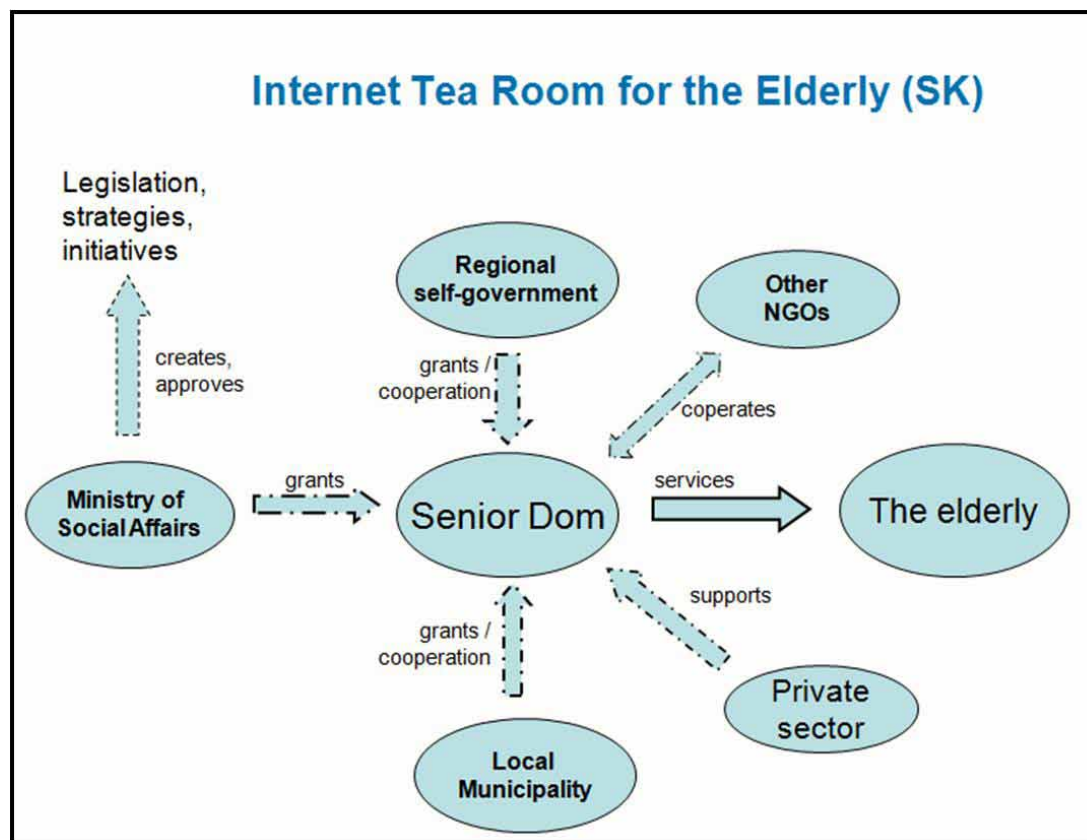 Internet Tea Room for the Elderly (SK)
Legislation,
strategies,
initiatives
Regional
self-government
Other
NGOs
creates,
approves
grants /
cooperation
coperates
Ministry of
Social Affairs
grants
Senior Dom
services
The elderly
grants /
cooperation
supports
Private
sector
Local
Municipality